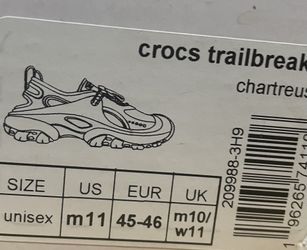 crocs trailbreak
chartreus
209988-3H9
SIZE US EUR UK
unisex m11 45-46 m10/
w11